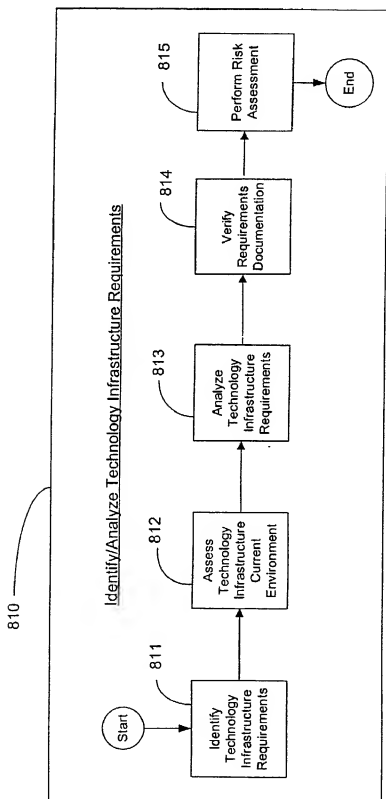 810
Identify/Analyze Technology Infrastructure Requirements
Start
811
Identify
Technology
Infrastructure
Requirements
812
Assess
Technology
Infrastructure
Current
Environment
813
Analyze
Technology
Infrastructure
Requirements
814
Verify
Requirements
Documentation
815
Perform Risk
Assessment
End